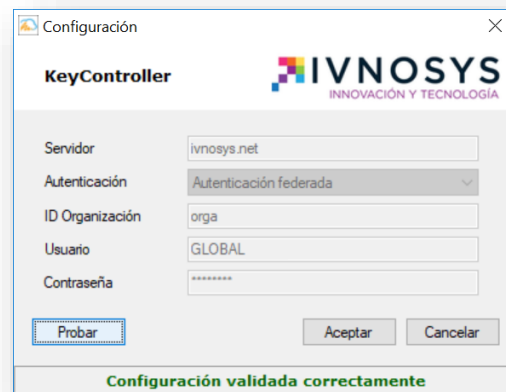 Configuración
KeyController
IVNOSYS
INNOVACIÓN Y TECNOLOGÍA
Servidor ivnosys.net
Autenticación Autenticación federada
ID Organización orga
Usuario GLOBAL
Contraseña ********
Probar Aceptar Cancelar
Configuración validada correctamente